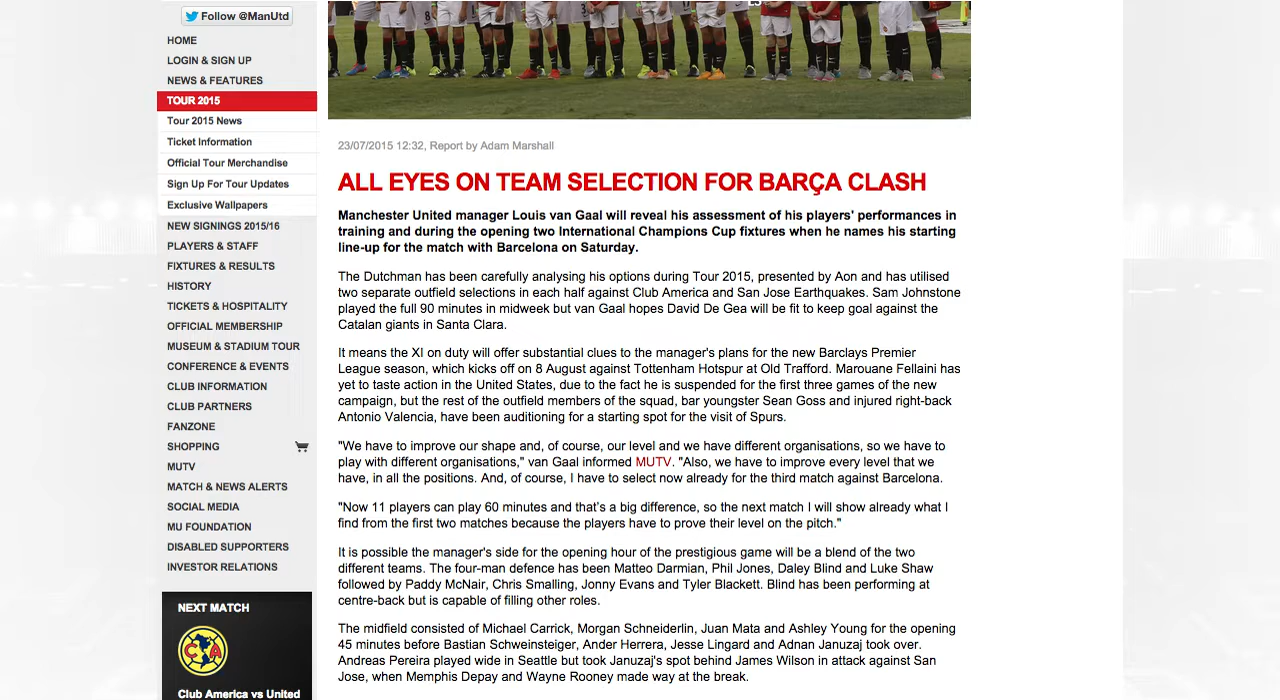 Follow @ManUtd
HOME
LOGIN & SIGN UP
NEWS & FEATURES
TOUR 2015
Tour 2015 News
Ticket Information
Official Tour Merchandise
Sign Up For Tour Updates
Exclusive Wallpapers
NEW SIGNINGS 2015/16
PLAYERS & STAFF
FIXTURES & RESULTS
HISTORY
TICKETS & HOSPITALITY
OFFICIAL MEMBERSHIP
MUSEUM & STADIUM TOUR
CONFERENCE & EVENTS
CLUB INFORMATION
CLUB PARTNERS
FANZONE
SHOPPING
MUTV
MATCH & NEWS ALERTS
SOCIAL MEDIA
MU FOUNDATION
DISABLED SUPPORTERS
INVESTOR RELATIONS
NEXT MATCH
CA
Club America vs United
23/07/2015 12:32, Report by Adam Marshall
ALL EYES ON TEAM SELECTION FOR BARÇA CLASH
Manchester United manager Louis van Gaal will reveal his assessment of his players' performances in
training and during the opening two International Champions Cup fixtures when he names his starting
line-up for the match with Barcelona on Saturday.
The Dutchman has been carefully analysing his options during Tour 2015, presented by Aon and has utilised
two separate outfield selections in each half against Club America and San Jose Earthquakes. Sam Johnstone
played the full 90 minutes in midweek but van Gaal hopes David De Gea will be fit to keep goal against the
Catalan giants in Santa Clara.
It means the XI on duty will offer substantial clues to the manager's plans for the new Barclays Premier
League season, which kicks off on 8 August against Tottenham Hotspur at Old Trafford. Marouane Fellaini has
yet to taste action in the United States, due to the fact he is suspended for the first three games of the new
campaign, but the rest of the outfield members of the squad, bar youngster Sean Goss and injured right-back
Antonio Valencia, have been auditioning for a starting spot for the visit of Spurs.
"We have to improve our shape and, of course, our level and we have different organisations, so we have to
play with different organisations," van Gaal informed MUTV. "Also, we have to improve every level that we
have, in all the positions. And, of course, I have to select now already for the third match against Barcelona.
"Now 11 players can play 60 minutes and that's a big difference, so the next match I will show already what I
find from the first two matches because the players have to prove their level on the pitch."
It is possible the manager's side for the opening hour of the prestigious game will be a blend of the two
different teams. The four-man defence has been Matteo Darmian, Phil Jones, Daley Blind and Luke Shaw
followed by Paddy McNair, Chris Smalling, Jonny Evans and Tyler Blackett. Blind has been performing at
centre-back but is capable of filling other roles.
The midfield consisted of Michael Carrick, Morgan Schneiderlin, Juan Mata and Ashley Young for the opening
45 minutes before Bastian Schweinsteiger, Ander Herrera, Jesse Lingard and Adnan Januzaj took over.
Andreas Pereira played wide in Seattle but took Januzaj's spot behind James Wilson in attack against San
Jose, when Memphis Depay and Wayne Rooney made way at the break.